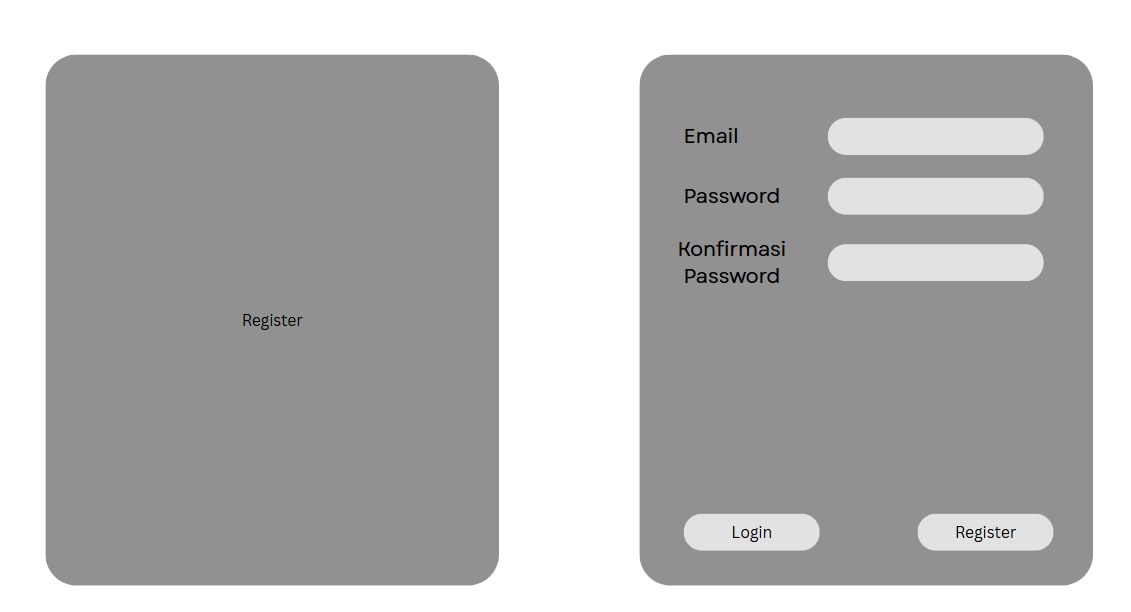 Register
Email
Password
Konfirmasi
Password
Login
Register